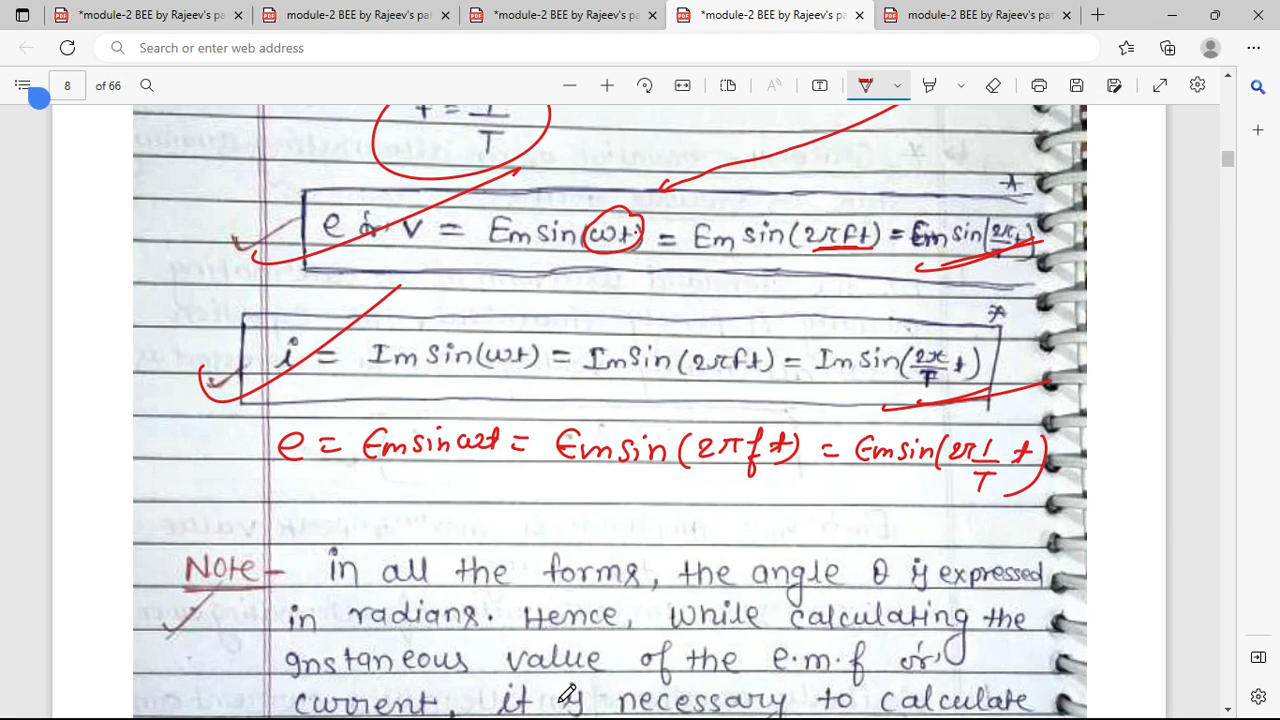 *module-2 BEE by Rajeev's pa
module-2 BEE by Rajeev's pat
*module-2 BEE by Rajeev's pa
*module-2 BEE by Rajeev's pa
module-2 BEE by Rajeev's pat
Search or enter web address
8 of 66
T
e or v = Em sin(ωt) = Em sin(2πft) = Em sin(2π/T t)
i = Im Sin(ωt) = Im Sin(2πft) = Im Sin(2π/T t)
e = Em sin ωt = Em sin (2πft) = Em sin(2π 1/T t)
Note - in all the forms, the angle θ is expressed
in radians. Hence, while calculating the
gnstaneous value of the e.m.f or
current, it is necessary to calculate